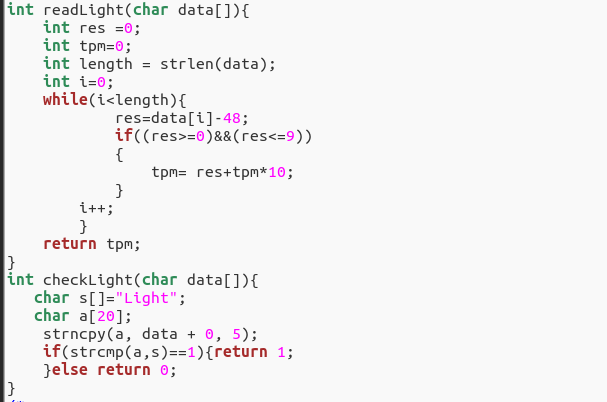 int readLight(char data[]){
    int res =0;
    int tpm=0;
    int length = strlen(data);
    int i=0;
    while(i<length){
            res=data[i]-48;
            if((res>=0)&&(res<=9))
            {
                tpm= res+tpm*10;
            }
        i++;
        }
    return tpm;
}
int checkLight(char data[]){
   char s[]="Light";
   char a[20];
    strncpy(a, data + 0, 5);
    if(strcmp(a,s)==1){return 1;
    }else return 0;
}